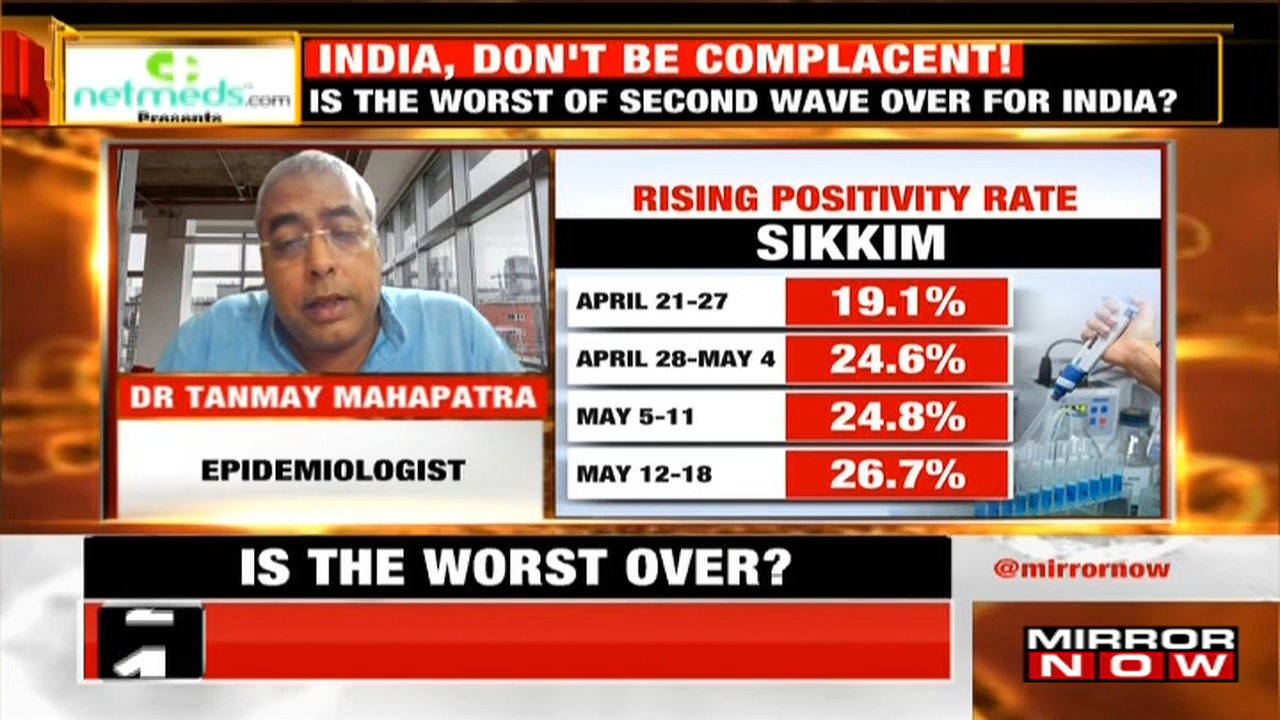 INDIA, DON'T BE COMPLACENT!
netmeds.com
Presents
IS THE WORST OF SECOND WAVE OVER FOR INDIA?
RISING POSITIVITY RATE
SIKKIM
APRIL 21-27 19.1%
APRIL 28-MAY 4 24.6%
MAY 5-11 24.8%
MAY 12-18 26.7%
DR TANMAY MAHAPATRA
EPIDEMIOLOGIST
IS THE WORST OVER?
@mirrornow
MIRROR
NOW